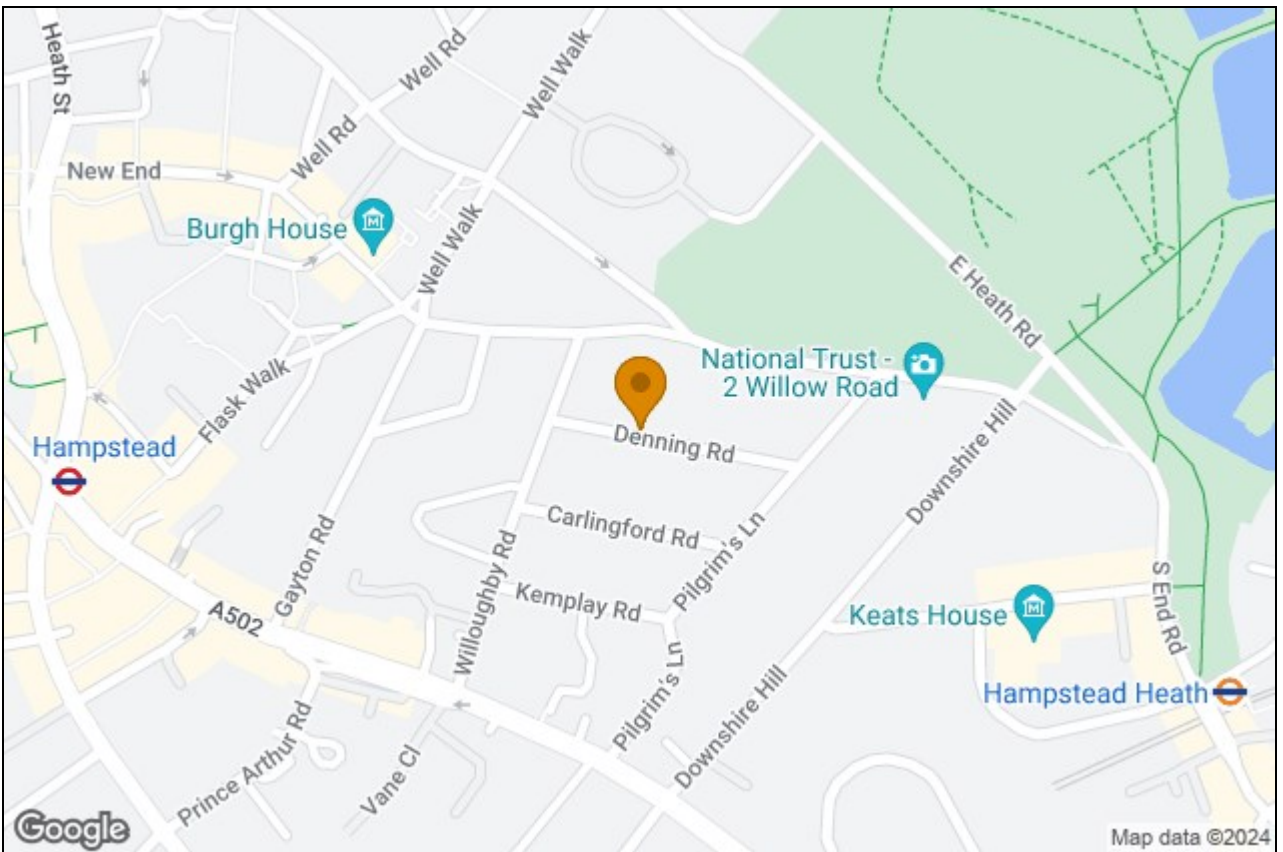 Heath St
Well Rd
Well Walk
New End
Well Rd
Burgh House
Well Walk
E Heath Rd
National Trust -
2 Willow Road
Flask Walk
Hampstead
Denning Rd
Downshire Hill
Carlingford Rd
Gayton Rd
Willoughby Rd
Pilgrim's Ln
Kemplay Rd
A502
Keats House
S End Rd
Pilgrim's Ln
Downshire Hill
Hampstead Heath
Prince Arthur Rd
Vane Cl
Google
Map data ©2024